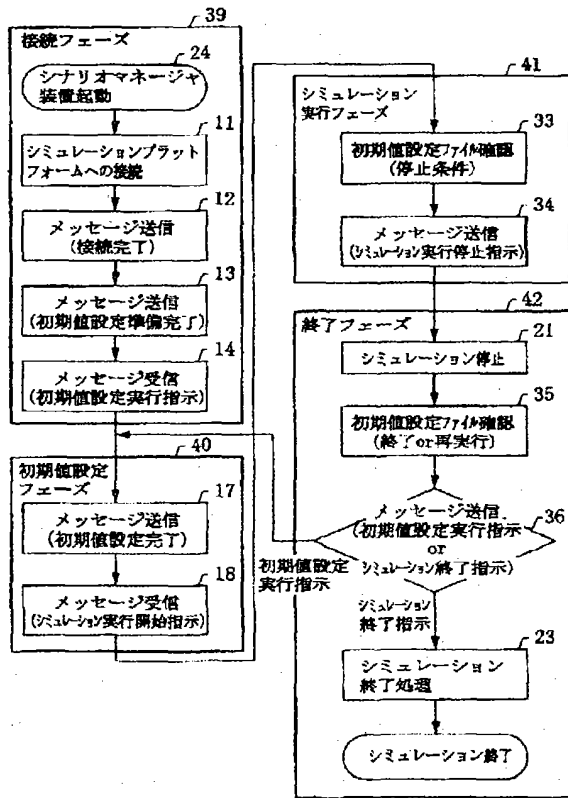 39
接続フェーズ
24
シナリオマネージャ
装置起動
11
シミュレーションプラット
フォームへの接続
12
メッセージ送信
(接続完了)
13
メッセージ送信
(初期値設定準備完了)
14
メッセージ受信
(初期値設定実行指示)
40
初期値設定
フェーズ
17
メッセージ送信
(初期値設定完了)
18
メッセージ受信
(シミュレーション実行開始指示)
41
シミュレーション
実行フェーズ
33
初期値設定ファイル確認
(停止条件)
34
メッセージ送信
(シミュレーション実行停止指示)
42
終了フェーズ
21
シミュレーション停止
35
初期値設定ファイル確認
(終了or再実行)
メッセージ送信
(初期値設定実行指示
or
シミュレーション終了指示)
36
初期値設定
実行指示
シミュレーション
終了指示
23
シミュレーション
終了処理
シミュレーション終了